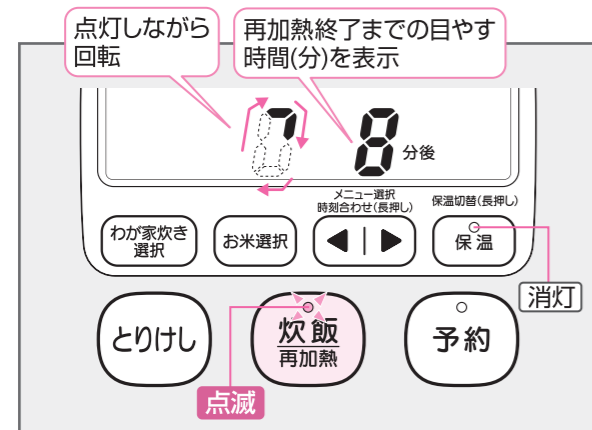 点灯しながら
回転
再加熱終了までの目やす
時間(分)を表示
8
分後
メニュー選択
時刻合わせ(長押し)
保温切替(長押し)
わが家炊き
選択
お米選択
保温
消灯
とりけし
炊飯
再加熱
予約
点滅